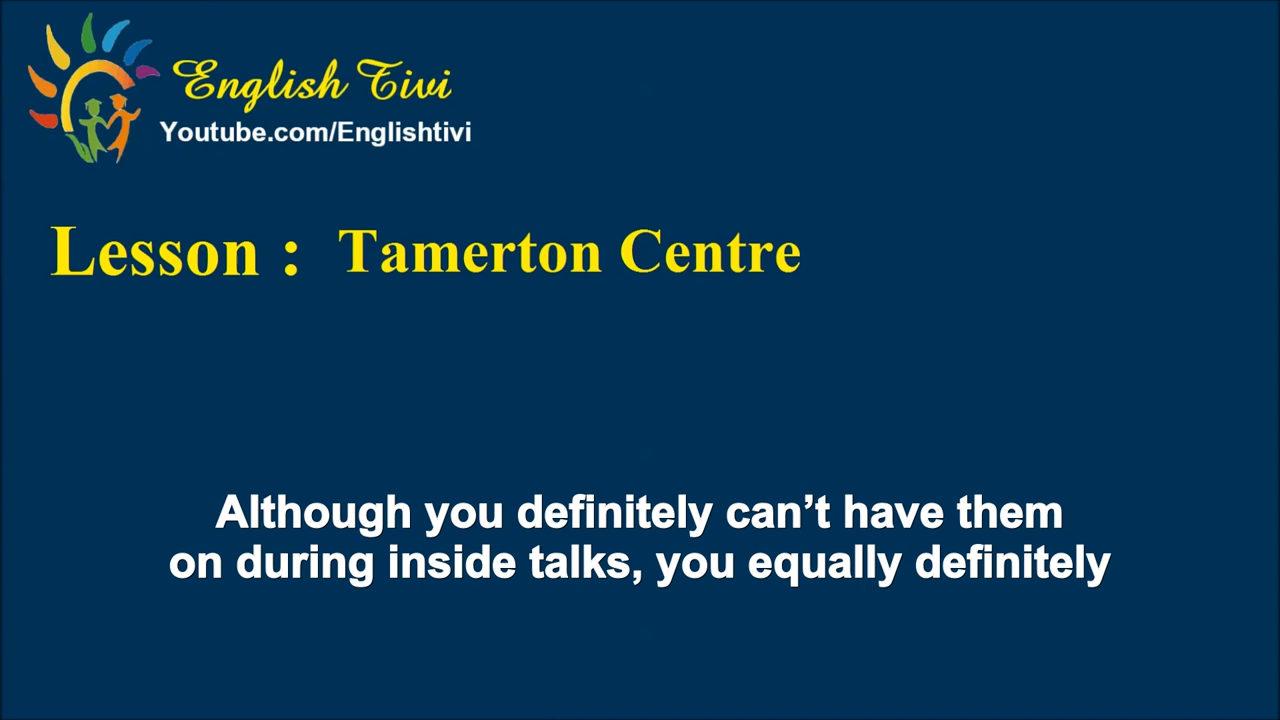 English Tivi
Youtube.com/Englishtivi
Lesson : Tamerton Centre
Although you definitely can’t have them
on during inside talks, you equally definitely